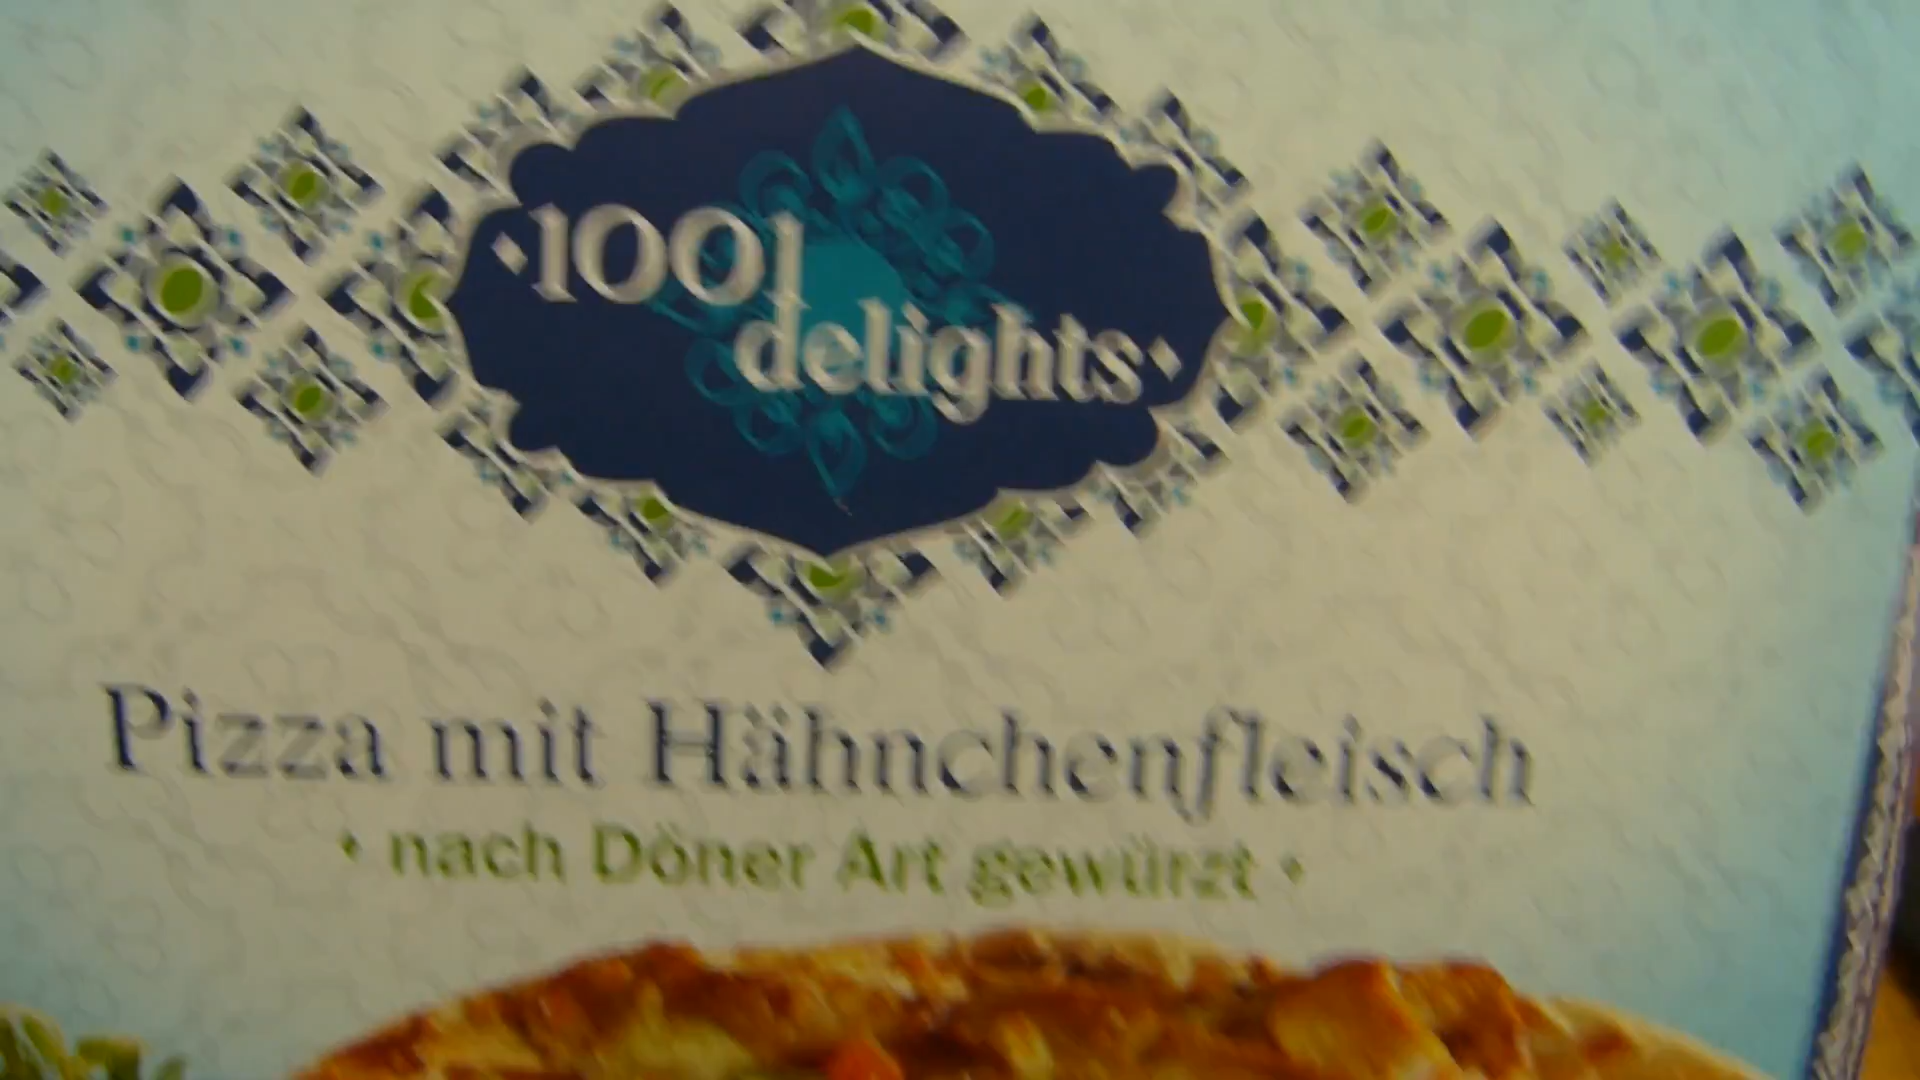 1001
delights
Pizza mit Hähnchenfleisch
• nach Döner Art gewürzt •